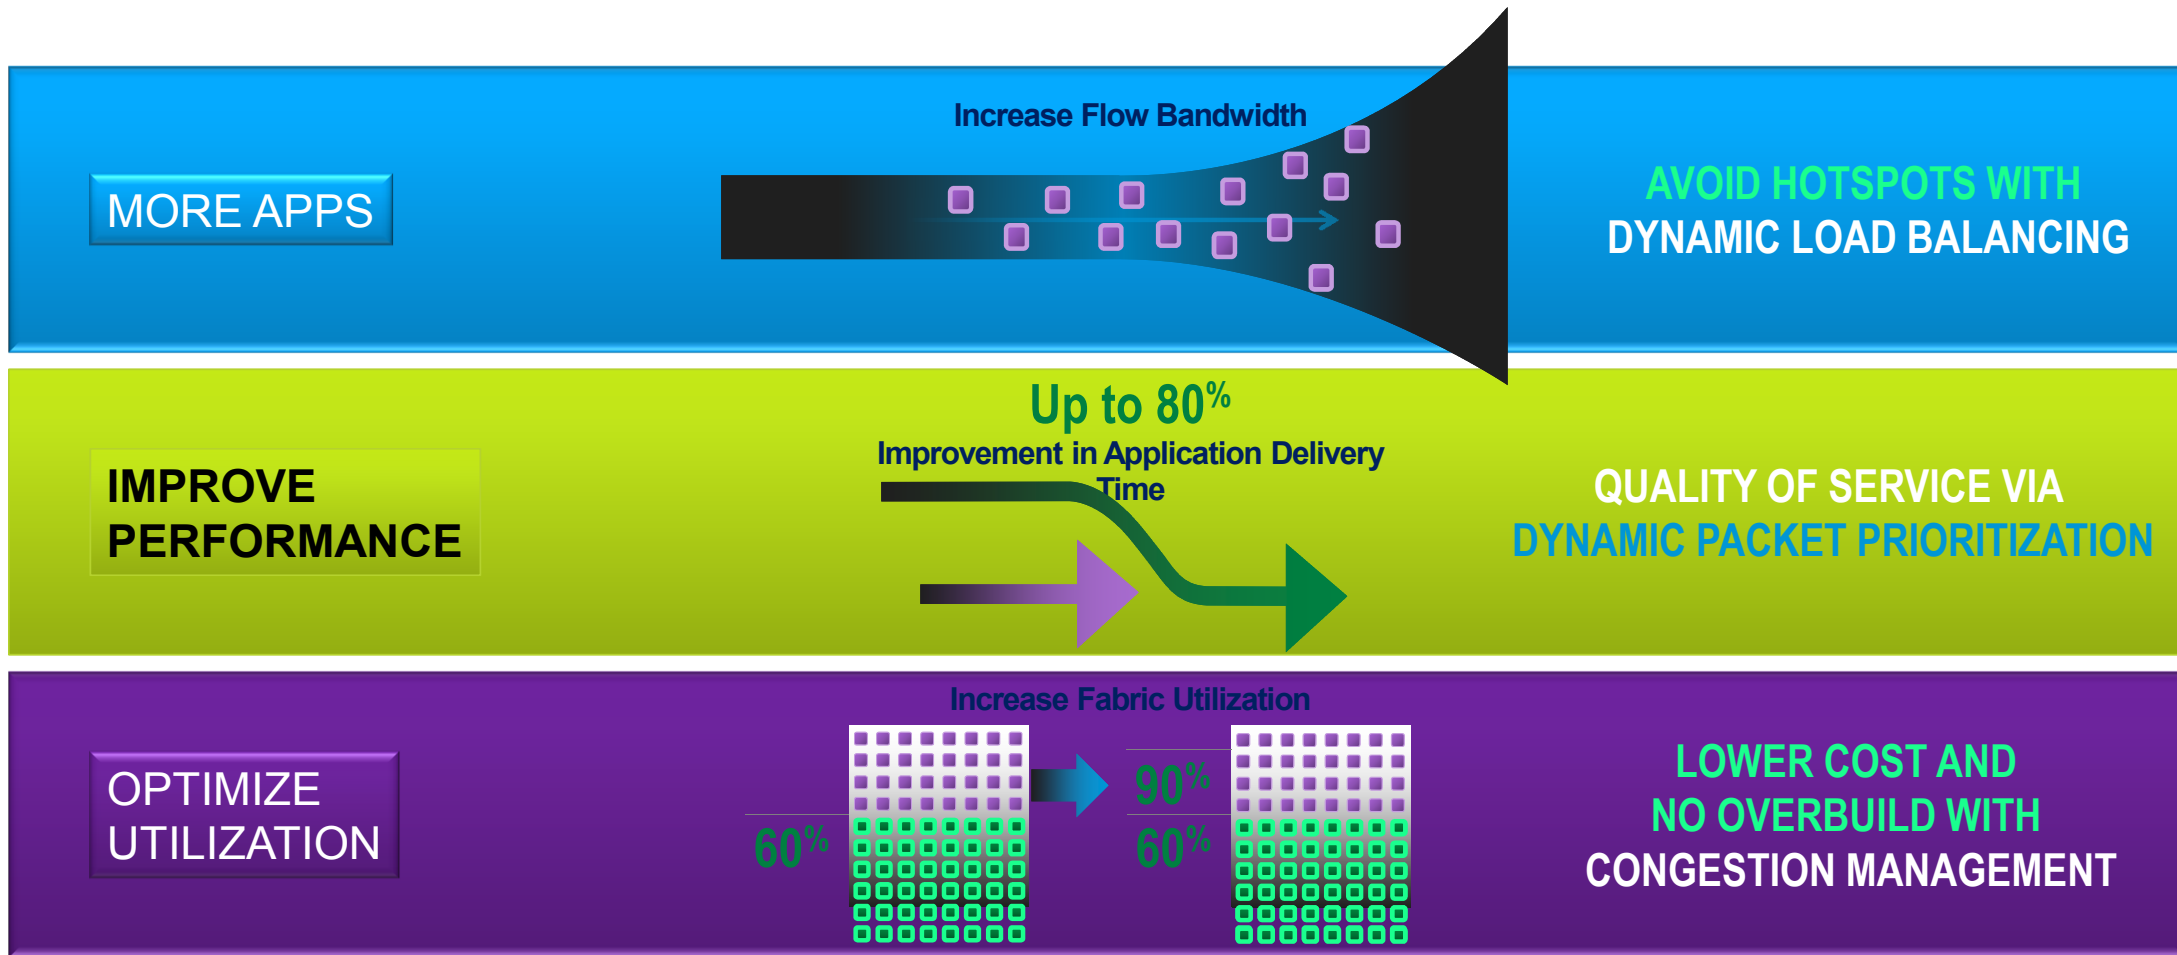 Increase Flow Bandwidth
MORE APPS
AVOID HOTSPOTS WITH
DYNAMIC LOAD BALANCING
Up to 80%
Improvement in Application Delivery
Time
IMPROVE
PERFORMANCE
QUALITY OF SERVICE VIA
DYNAMIC PACKET PRIORITIZATION
Increase Fabric Utilization
OPTIMIZE
UTILIZATION
60%
90%
60%
LOWER COST AND
NO OVERBUILD WITH
CONGESTION MANAGEMENT